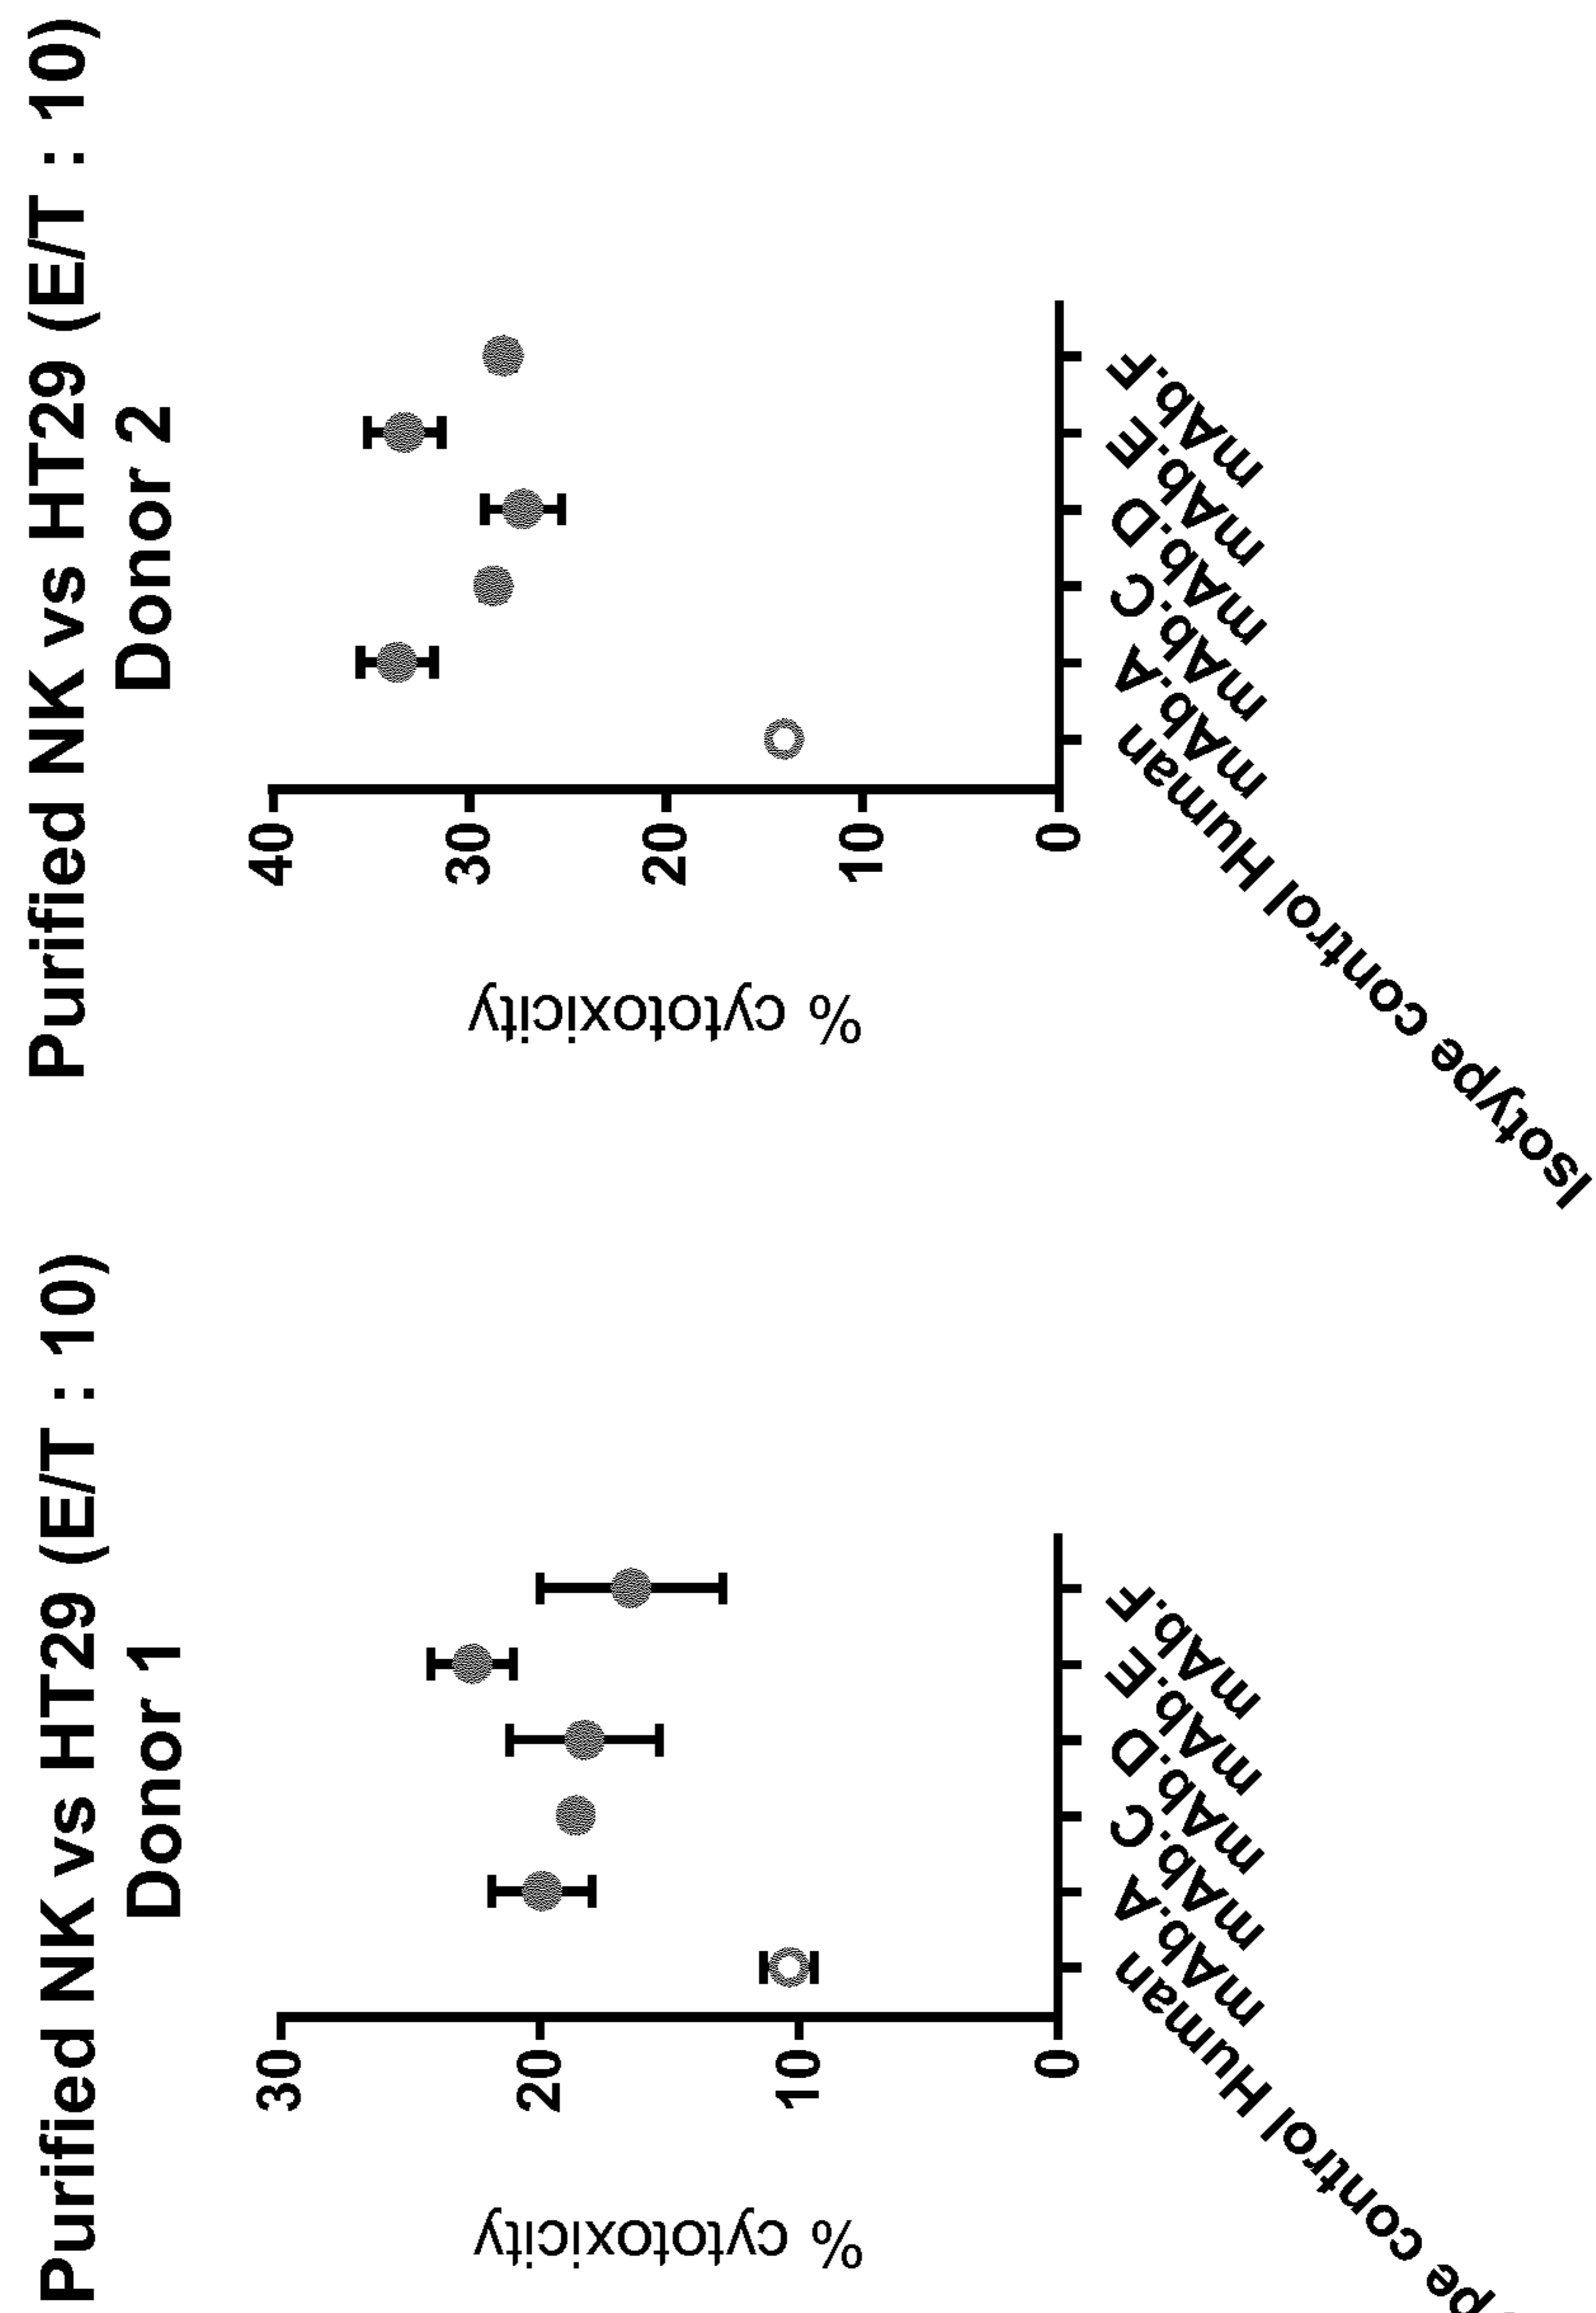 Purified NK vs HT29 (E/T : 10)
Donor 1
% cytotoxicity
30
20
10
0
pe control Human
mAb.A
mAb.C
mAb.D
mAb.E
mAb.F
Purified NK vs HT29 (E/T : 10)
Donor 2
% cytotoxicity
40
30
20
10
0
Isotype control Human
mAb.A
mAb.C
mAb.D
mAb.E
mAb.F